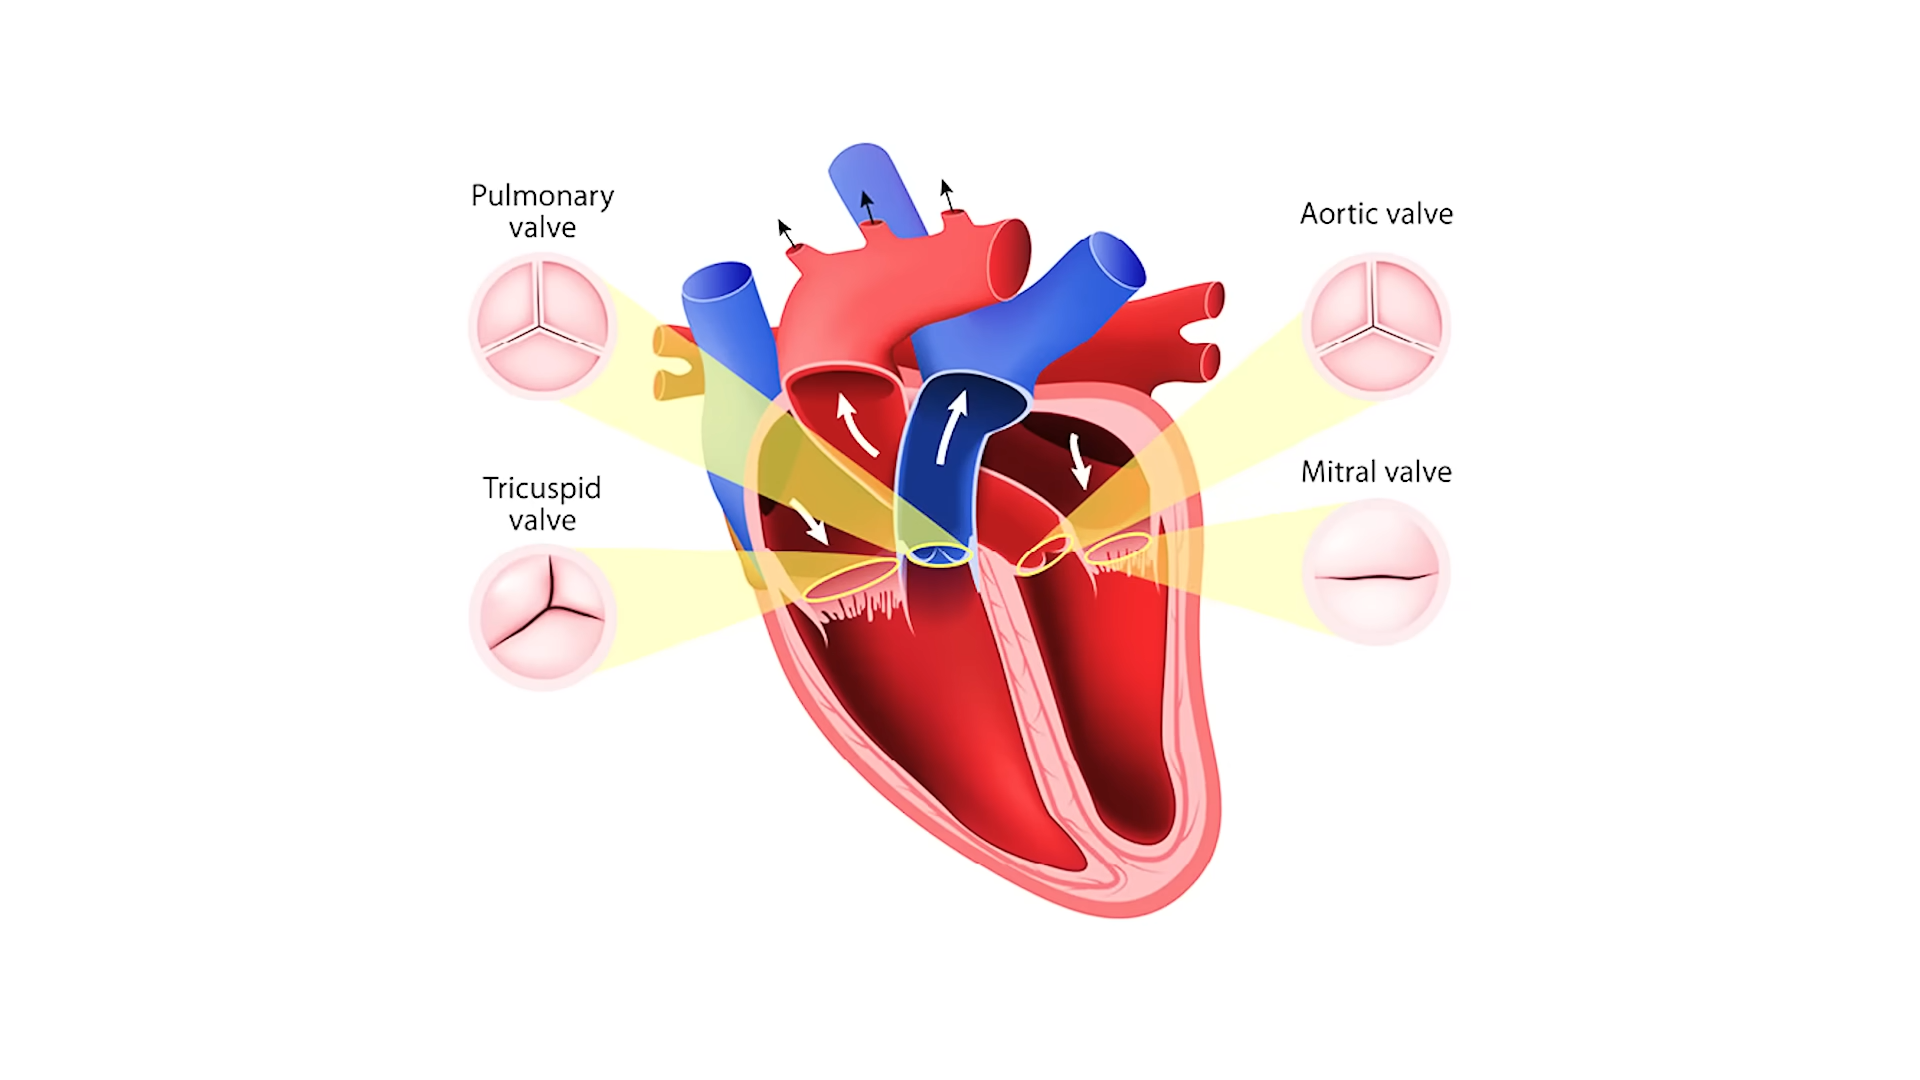 Pulmonary
valve
Aortic valve
Tricuspid
valve
Mitral valve